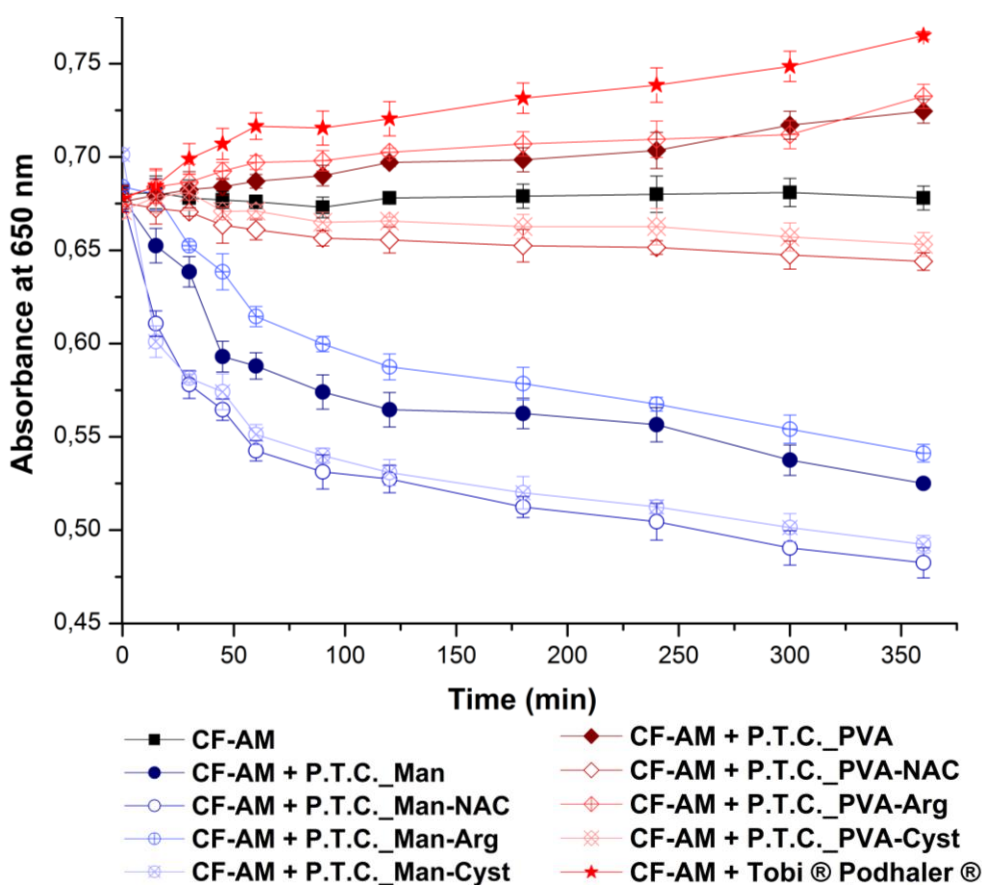 0,75
0,70
0,65
0,60
0,55
0,50
0,45
Absorbance at 650 nm
0 50 100 150 200 250 300 350
Time (min)
CF-AM
CF-AM + P.T.C._Man
CF-AM + P.T.C._Man-NAC
CF-AM + P.T.C._Man-Arg
CF-AM + P.T.C._Man-Cyst
CF-AM + P.T.C._PVA
CF-AM + P.T.C._PVA-NAC
CF-AM + P.T.C._PVA-Arg
CF-AM + P.T.C._PVA-Cyst
CF-AM + Tobi ® Podhaler ®